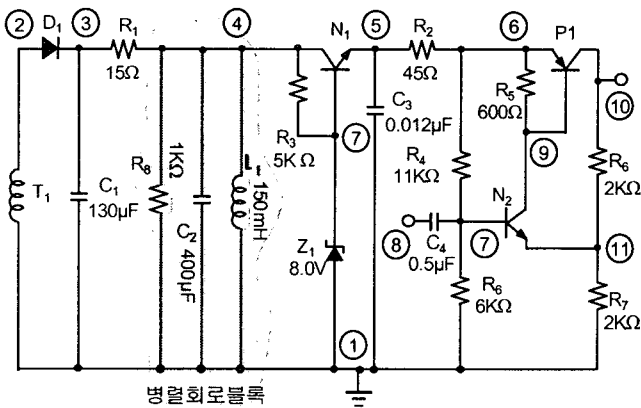 2 D₁ 3 R₁ 4 N₁ 5 R₂ 6 P1
15Ω 45Ω
R₅ 10
C₃ 600Ω
R₃ 7 0.012μF 9
5KΩ
1KΩ
R₈
L₁
150mH
R₄
11KΩ
R₆
2KΩ
T₁ C₁
130μF
C₂
400μF
N₂
Z₁
8.0V
8 C₄ 7 11
0.5μF
R₆
6KΩ
R₇
2KΩ
1
병렬회로블록